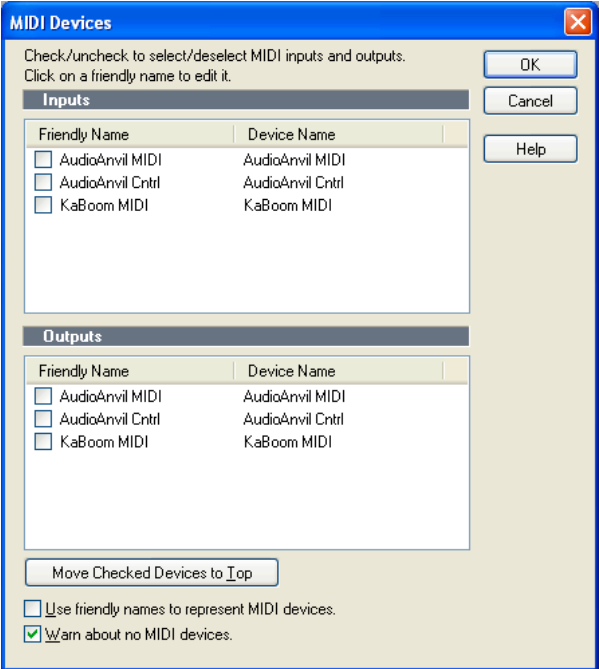 MIDI Devices
Check/uncheck to select/deselect MIDI inputs and outputs.
Click on a friendly name to edit it.
OK
Cancel
Help
Inputs
Friendly Name Device Name
AudioAnvil MIDI AudioAnvil MIDI
AudioAnvil Cntrl AudioAnvil Cntrl
KaBoom MIDI KaBoom MIDI
Outputs
Friendly Name Device Name
AudioAnvil MIDI AudioAnvil MIDI
AudioAnvil Cntrl AudioAnvil Cntrl
KaBoom MIDI KaBoom MIDI
Move Checked Devices to Top
Use friendly names to represent MIDI devices.
Warn about no MIDI devices.